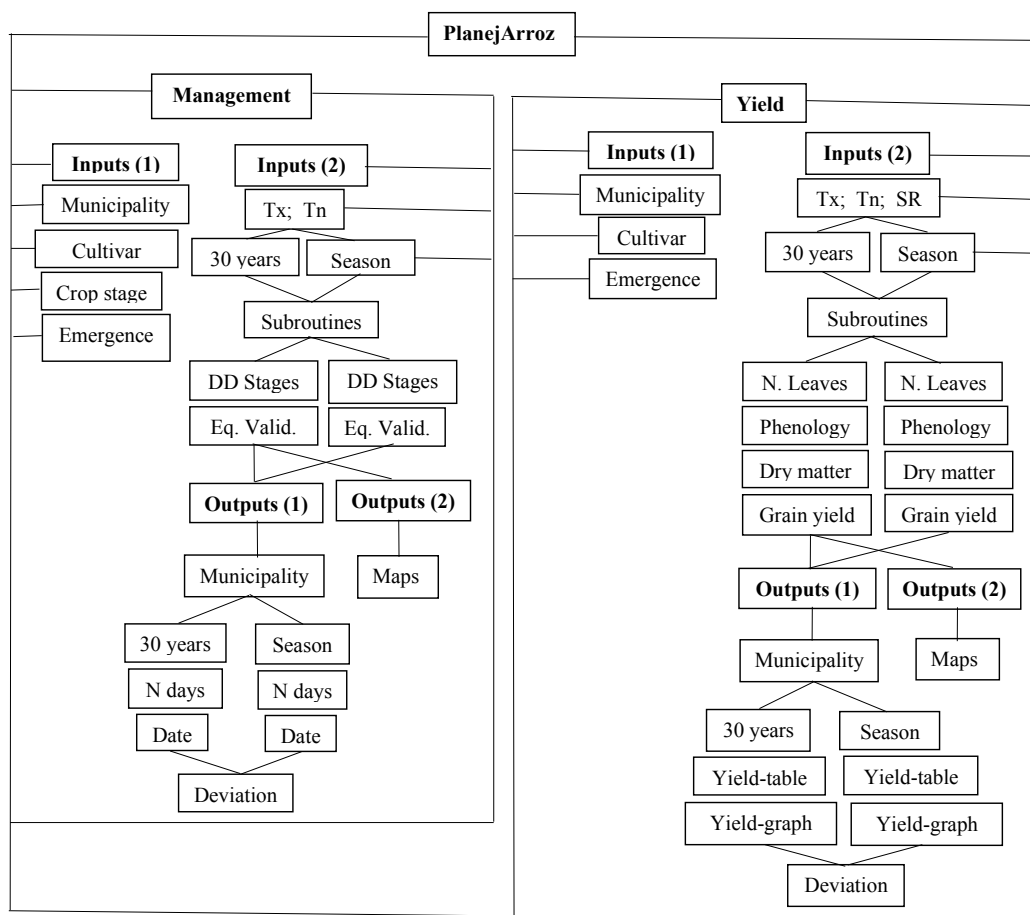 PlanejArroz
Management
Inputs (1)
Inputs (2)
Municipality
Tx; Tn
Cultivar
30 years
Season
Crop stage
Emergence
Subroutines
DD Stages
DD Stages
Eq. Valid.
Eq. Valid.
Outputs (1)
Outputs (2)
Municipality
Maps
30 years
Season
N days
N days
Date
Date
Deviation
Yield
Inputs (1)
Inputs (2)
Municipality
Tx; Tn; SR
Cultivar
30 years
Season
Emergence
Subroutines
N. Leaves
N. Leaves
Phenology
Phenology
Dry matter
Dry matter
Grain yield
Grain yield
Outputs (1)
Outputs (2)
Municipality
Maps
30 years
Season
Yield-table
Yield-table
Yield-graph
Yield-graph
Deviation